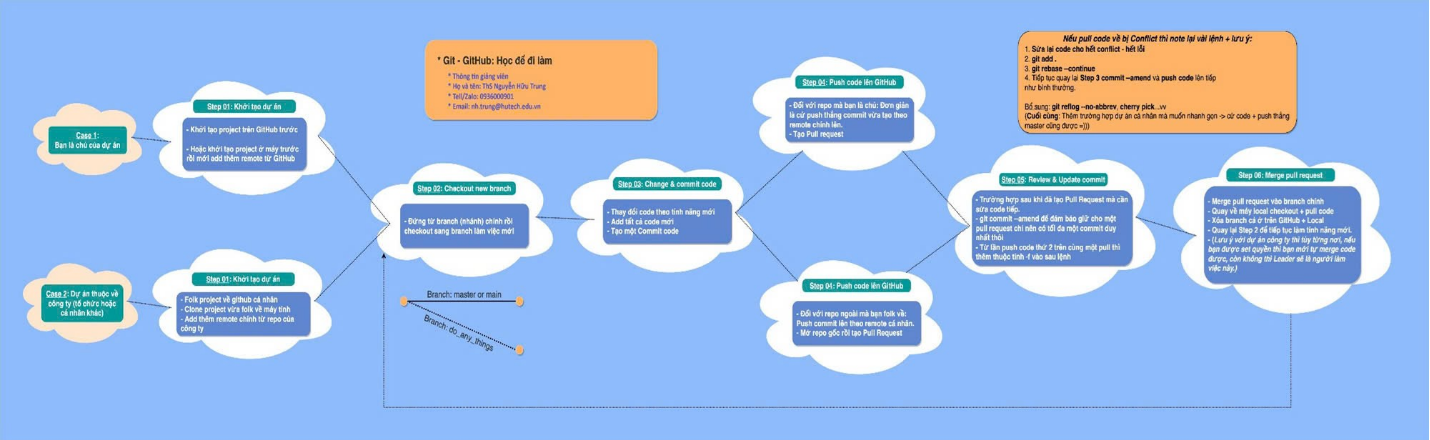 * Git - GitHub: Học để đi làm
* Thông tin giảng viên
* Họ và tên: ThS Nguyễn Hữu Trung
* Tell/Zalo: 0936000901
* Email: nh.trung@hutech.edu.vn
Nếu pull code về bị Conflict thì note lại vài lệnh + lưu ý:
1. Sửa lại code cho hết conflict - hết lỗi
2. git add .
3. git rebase --continue
4. Tiếp tục quay lại Step 3 commit --amend và push code lên tiếp
như bình thường.
Bổ sung: git reflog --no-abbrev, cherry pick...vv
(Cuối cùng: Thêm trường hợp dự án cá nhân mà muốn nhanh gọn -> cứ code + push thẳng
master cũng được =)))
Case 1:
Bạn là chủ của dự án
Step 01: Khởi tạo dự án
- Khởi tạo project trên GitHub trước
- Hoặc khởi tạo project ở máy trước
rồi mới add thêm remote từ GitHub
Case 2: Dự án thuộc về
công ty (tổ chức hoặc
cá nhân khác)
Step 01: Khởi tạo dự án
- Folk project về github cá nhân
- Clone project vừa folk về máy tính
- Add thêm remote chính từ repo của
công ty
Step 02: Checkout new branch
- Đứng từ branch (nhánh) chính rồi
checkout sang branch làm việc mới
Branch: master or main
Branch: do_any_things
Step 03: Change & commit code
- Thay đổi code theo tính năng mới
- Add tất cả code mới
- Tạo một Commit code
Step 04: Push code lên GitHub
- Đối với repo mà bạn là chủ: Đơn giản
là cứ push thẳng commit vừa tạo theo
remote chính lên.
- Tạo Pull request
Step 04: Push code lên GitHub
- Đối với repo ngoài mà bạn folk về:
Push commit lên theo remote cá nhân.
- Mở repo gốc rồi tạo Pull Request
Step 05: Review & Update commit
- Trường hợp sau khi đã tạo Pull Request mà cần
sửa code tiếp.
- git commit --amend để đảm bảo giữ cho một
pull request chỉ nên có tối đa một commit duy
nhất thôi
- Từ lần push code thứ 2 trên cùng một pull thì
thêm thuộc tính -f vào sau lệnh
Step 06: Merge pull request
- Merge pull request vào branch chính
- Quay về máy local checkout + pull code
- Xóa branch cả ở trên GitHub + Local
- Quay lại Step 2 để tiếp tục làm tính năng mới.
- (Lưu ý với dự án công ty thì tùy từng nơi, nếu
bạn được set quyền thì bạn mới tự merge code
được, còn không thì Leader sẽ là người làm
việc này.)